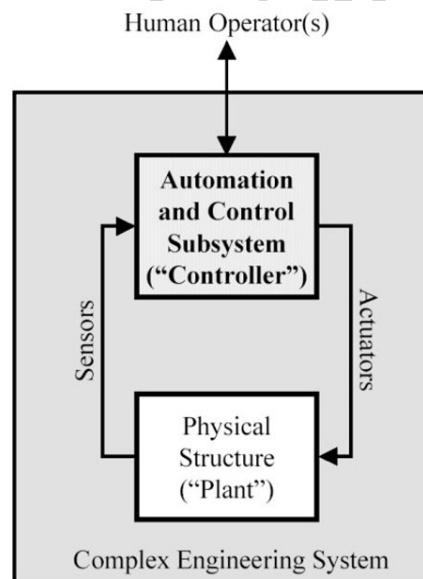 Human Operator(s)
Automation
and Control
Subsystem
(“Controller”)
Sensors
Actuators
Physical
Structure
(“Plant”)
Complex Engineering System